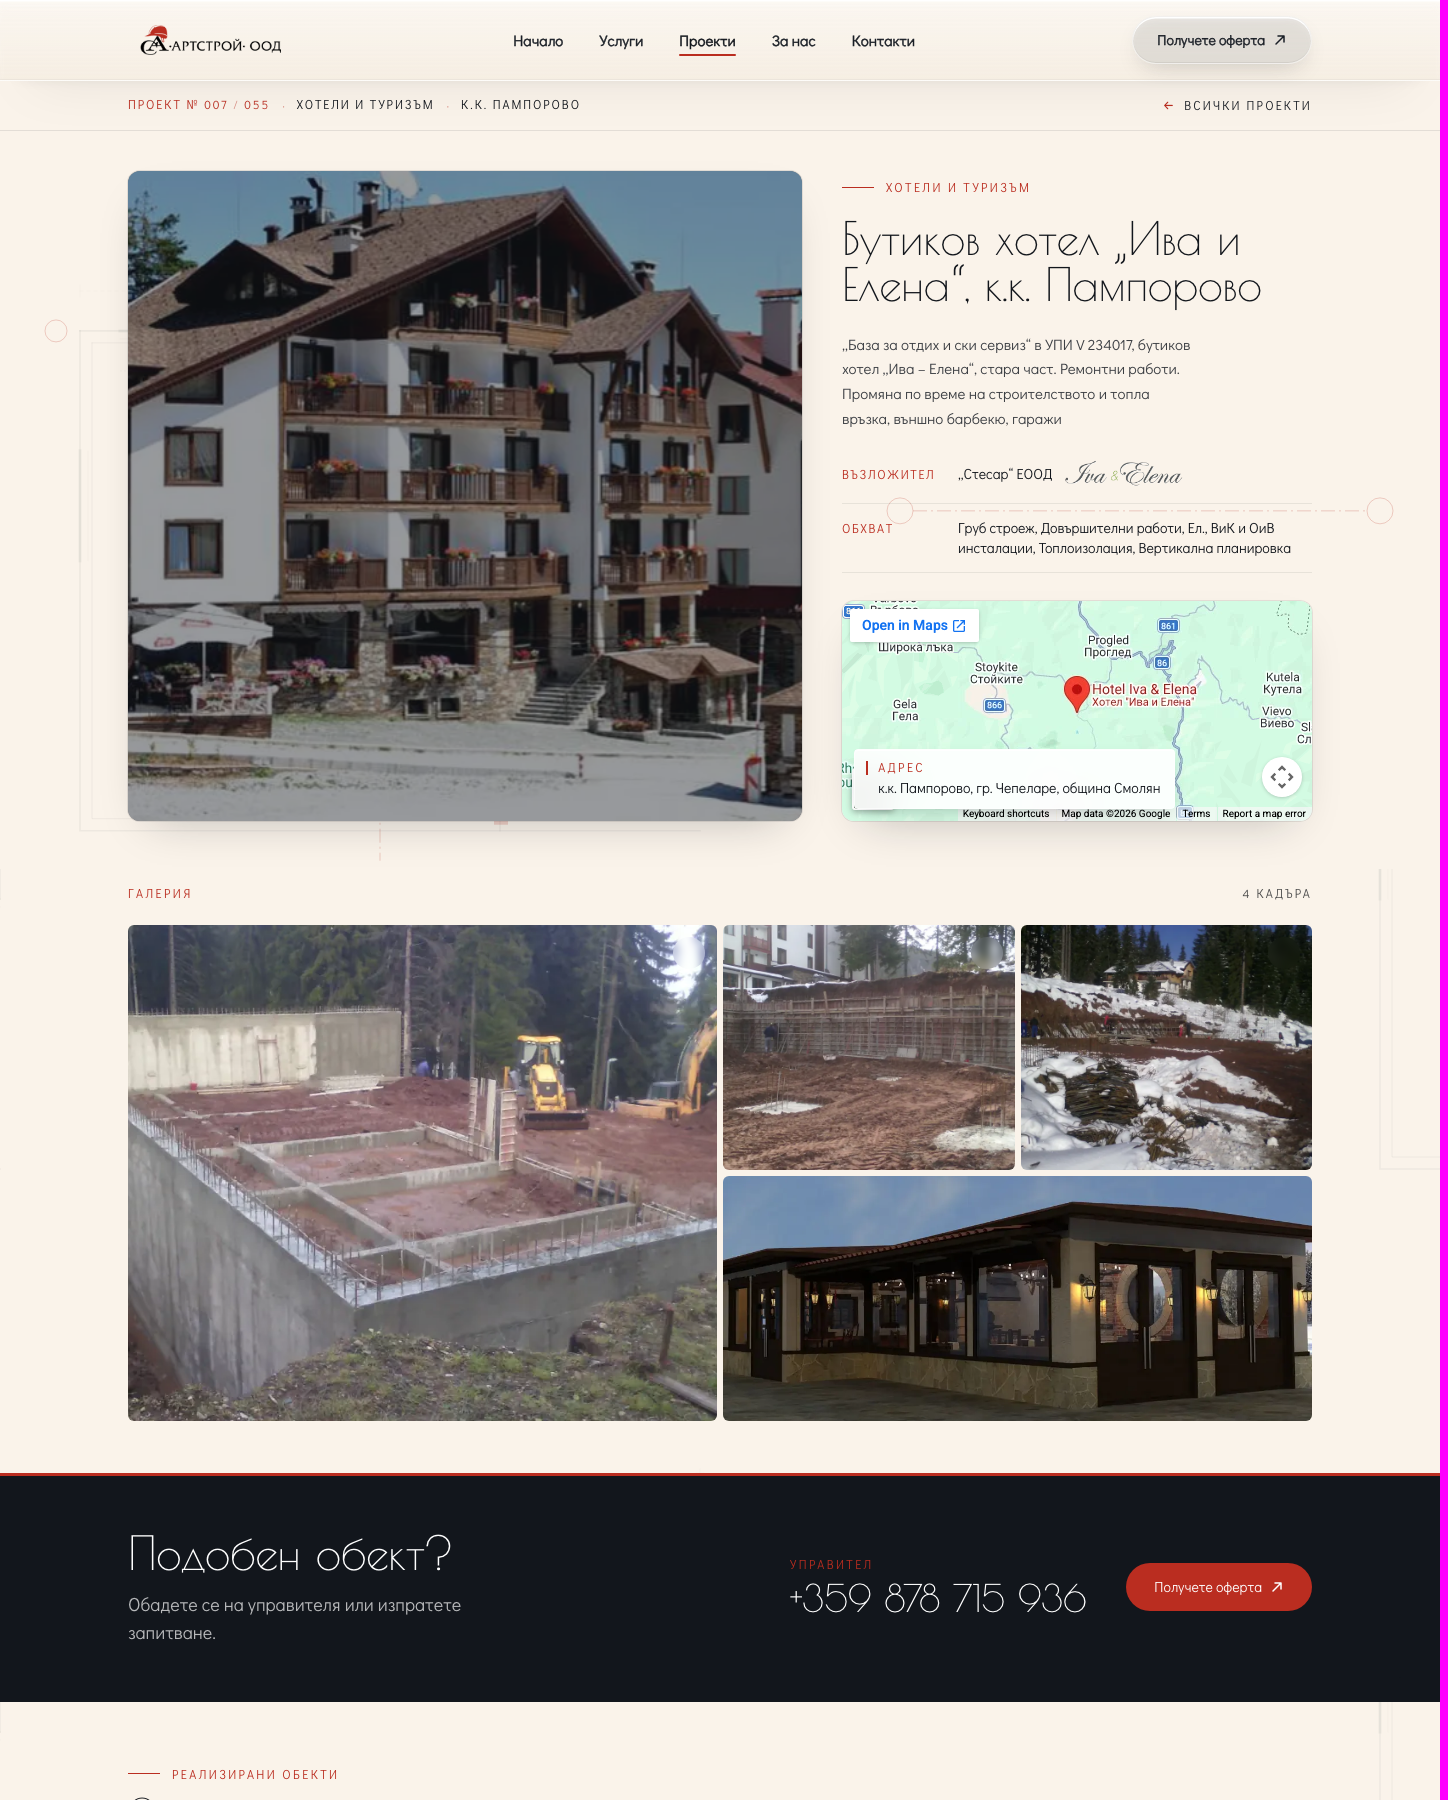 ·АРТСТРОЙ· ООД
Начало
Услуги
Проекти
За нас
Контакти
Получете оферта
ПРОЕКТ № 007 / 055 · ХОТЕЛИ И ТУРИЗЪМ · К.К. ПАМПОРОВО
← ВСИЧКИ ПРОЕКТИ
ХОТЕЛИ И ТУРИЗЪМ
Бутиков хотел „Ива и
Елена“, к.к. Пампорово
„База за отдих и ски сервиз“ в УПИ V 234017, бутиков
хотел „Ива – Елена“, стара част. Ремонтни работи.
Промяна по време на строителството и топла
връзка, външно барбекю, гаражи
ВЪЗЛОЖИТЕЛ
„Стесар“ ЕООД
Iva & Elena
ОБХВАТ
Груб строеж, Довършителни работи, Ел., ВиК и ОиВ
инсталации, Топлоизолация, Вертикална планировка
Open in Maps
Широка лъка
861
Progled
Проглед
86
Stoykite
Стойките
866
Gela
Гела
Hotel Iva & Elena
Хотел "Ива и Елена"
Kutela
Кутела
Vievo
Виево
Sl
Сл
АДРЕС
к.к. Пампорово, гр. Чепеларе, община Смолян
Keyboard shortcuts
Map data ©2026 Google
Terms
Report a map error
ГАЛЕРИЯ
4 КАДЪРА
Подобен обект?
Обадете се на управителя или изпратете
запитване.
УПРАВИТЕЛ
+359 878 715 936
Получете оферта
РЕАЛИЗИРАНИ ОБЕКТИ